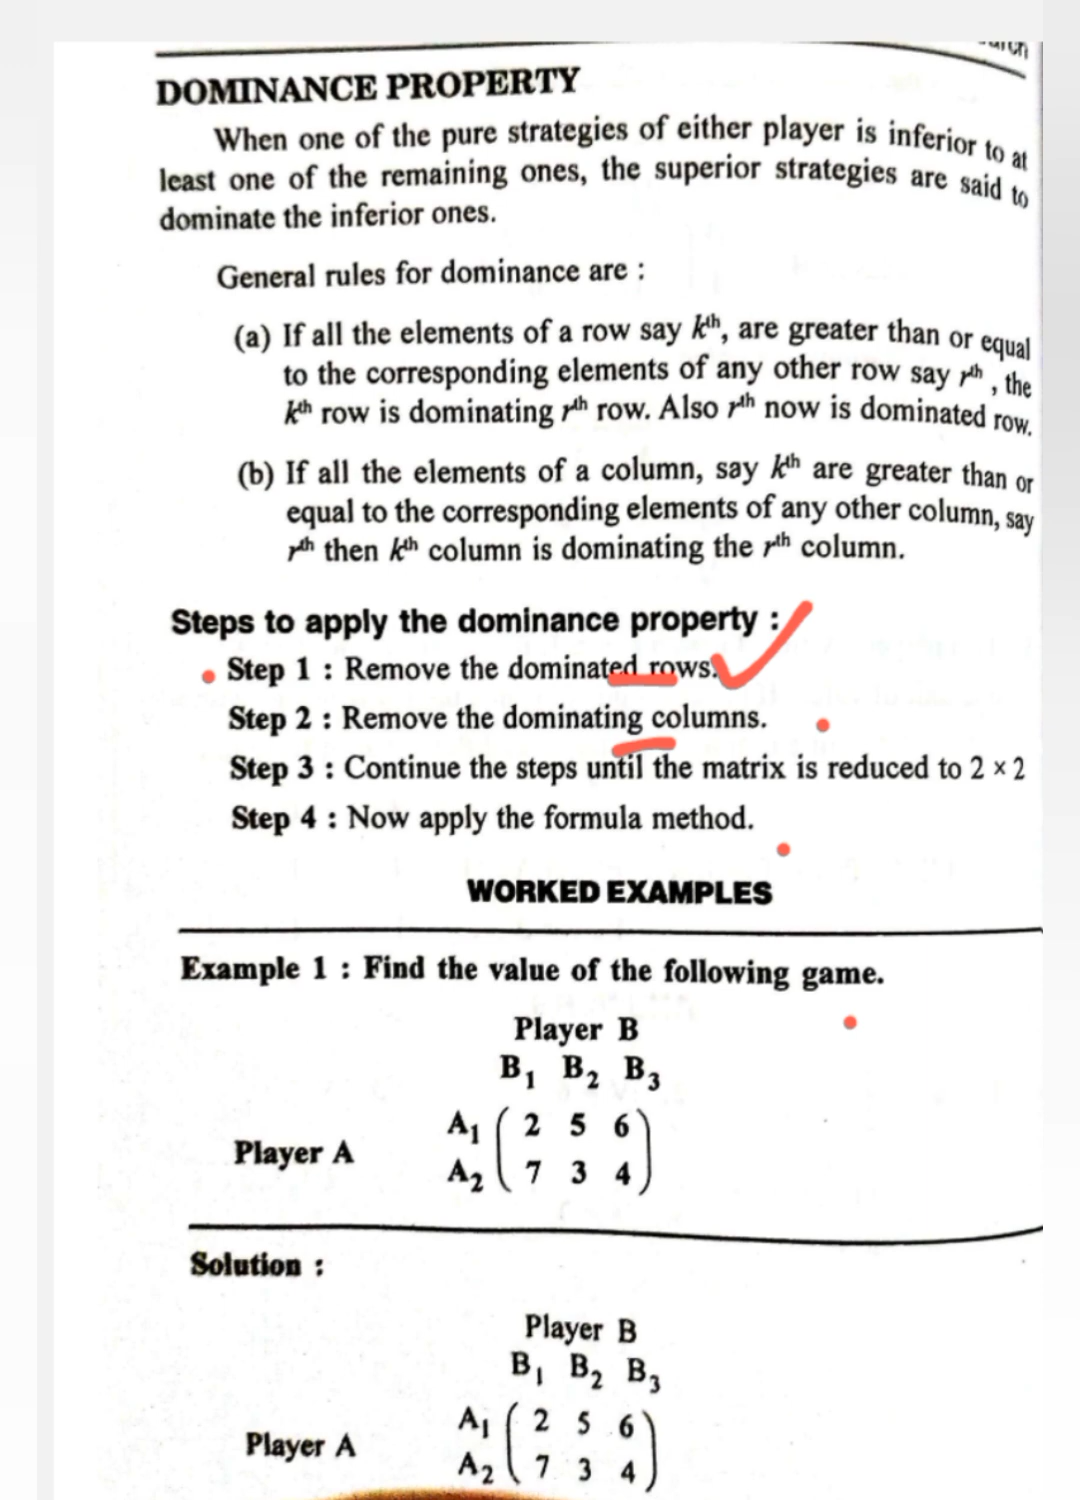 DOMINANCE PROPERTY
When one of the pure strategies of either player is inferior to at
least one of the remaining ones, the superior strategies are said to
dominate the inferior ones.
General rules for dominance are :
(a) If all the elements of a row say kth, are greater than or equal
to the corresponding elements of any other row say rth , the
kth row is dominating rth row. Also rth now is dominated row.
(b) If all the elements of a column, say kth are greater than or
equal to the corresponding elements of any other column, say
rth then kth column is dominating the rth column.
Steps to apply the dominance property :
Step 1 : Remove the dominated rows.
Step 2 : Remove the dominating columns.
Step 3 : Continue the steps until the matrix is reduced to 2 × 2
Step 4 : Now apply the formula method.
WORKED EXAMPLES
Example 1 : Find the value of the following game.
Player B
B1 B2 B3
A1 ( 2 5 6 )
Player A
A2 ( 7 3 4 )
Solution :
Player B
B1 B2 B3
A1 ( 2 5 6 )
Player A
A2 ( 7 3 4 )